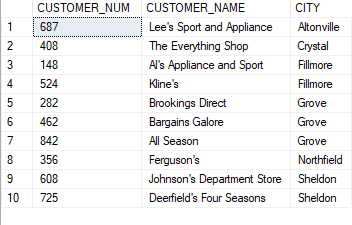 CUSTOMER_NUM CUSTOMER_NAME CITY
1 687 Lee's Sport and Appliance Altonville
2 408 The Everything Shop Crystal
3 148 Al's Appliance and Sport Fillmore
4 524 Kline's Fillmore
5 282 Brookings Direct Grove
6 462 Bargains Galore Grove
7 842 All Season Grove
8 356 Ferguson's Northfield
9 608 Johnson's Department Store Sheldon
10 725 Deerfield's Four Seasons Sheldon